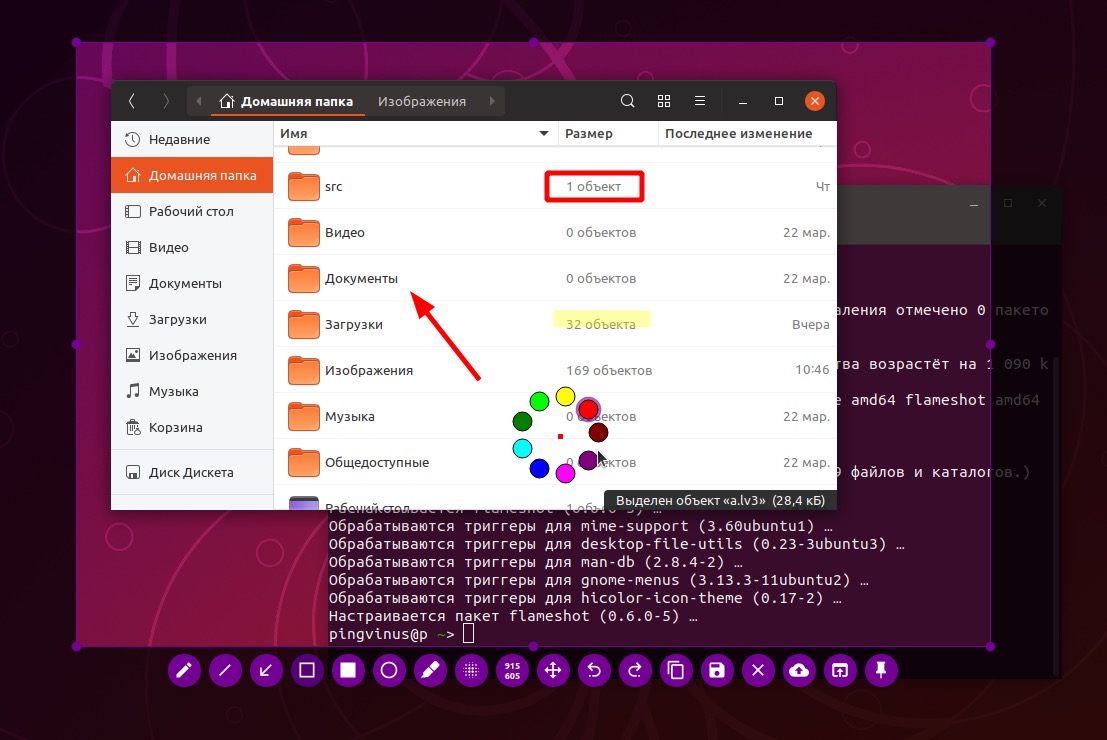 Домашняя папка Изображения
Имя Размер Последнее изменение
Недавние
Домашняя папка
Рабочий стол
Видео
Документы
Загрузки
Изображения
Музыка
Корзина
Диск Дискета
src 1 объект Чт
Видео 0 объектов 22 мар.
Документы 0 объектов 22 мар.
Загрузки 32 объекта Вчера
Изображения 169 объектов 10:46
Музыка 0 объектов 22 мар.
Общедоступные 0 объектов 22 мар.
Рабочий стол
Выделен объект «a.lv3» (28,4 кБ)
аления отмечено 0 пакето
тва возрастёт на 1 090 k
e amd64 flameshot amd64
файлов и каталогов.)
Обрабатываются триггеры для mime-support (3.60ubuntu1) …
Обрабатываются триггеры для desktop-file-utils (0.23-3ubuntu3) …
Обрабатываются триггеры для man-db (2.8.4-2) …
Обрабатываются триггеры для gnome-menus (3.13.3-11ubuntu2) …
Обрабатываются триггеры для hicolor-icon-theme (0.17-2) …
Настраивается пакет flameshot (0.6.0-5) …
pingvinus@p ~>
915
605